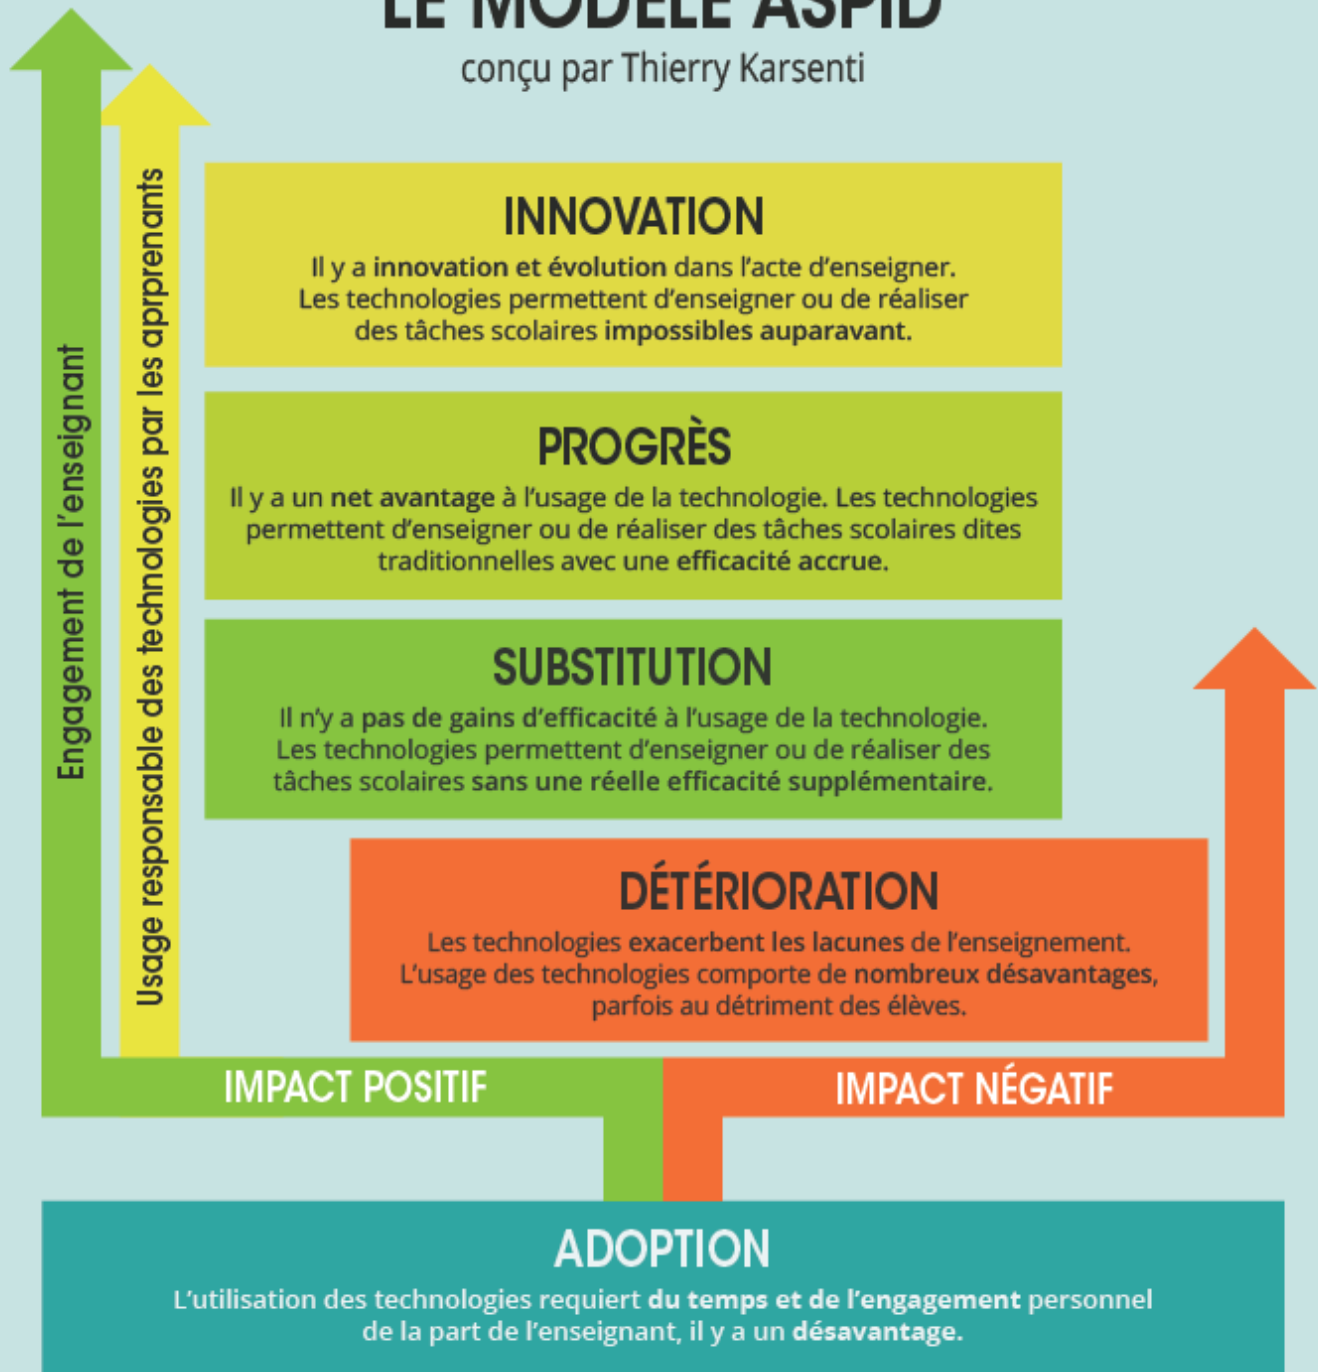 LE MODÈLE ASPID
conçu par Thierry Karsenti
Engagement de l'enseignant
Usage responsable des technologies par les apprenants
INNOVATION
Il y a innovation et évolution dans l'acte d'enseigner.
Les technologies permettent d'enseigner ou de réaliser
des tâches scolaires impossibles auparavant.
PROGRÈS
Il y a un net avantage à l'usage de la technologie. Les technologies
permettent d'enseigner ou de réaliser des tâches scolaires dites
traditionnelles avec une efficacité accrue.
SUBSTITUTION
Il n'y a pas de gains d'efficacité à l'usage de la technologie.
Les technologies permettent d'enseigner ou de réaliser des
tâches scolaires sans une réelle efficacité supplémentaire.
DÉTÉRIORATION
Les technologies exacerbent les lacunes de l'enseignement.
L'usage des technologies comporte de nombreux désavantages,
parfois au détriment des élèves.
IMPACT POSITIF
IMPACT NÉGATIF
ADOPTION
L'utilisation des technologies requiert du temps et de l'engagement personnel
de la part de l'enseignant, il y a un désavantage.